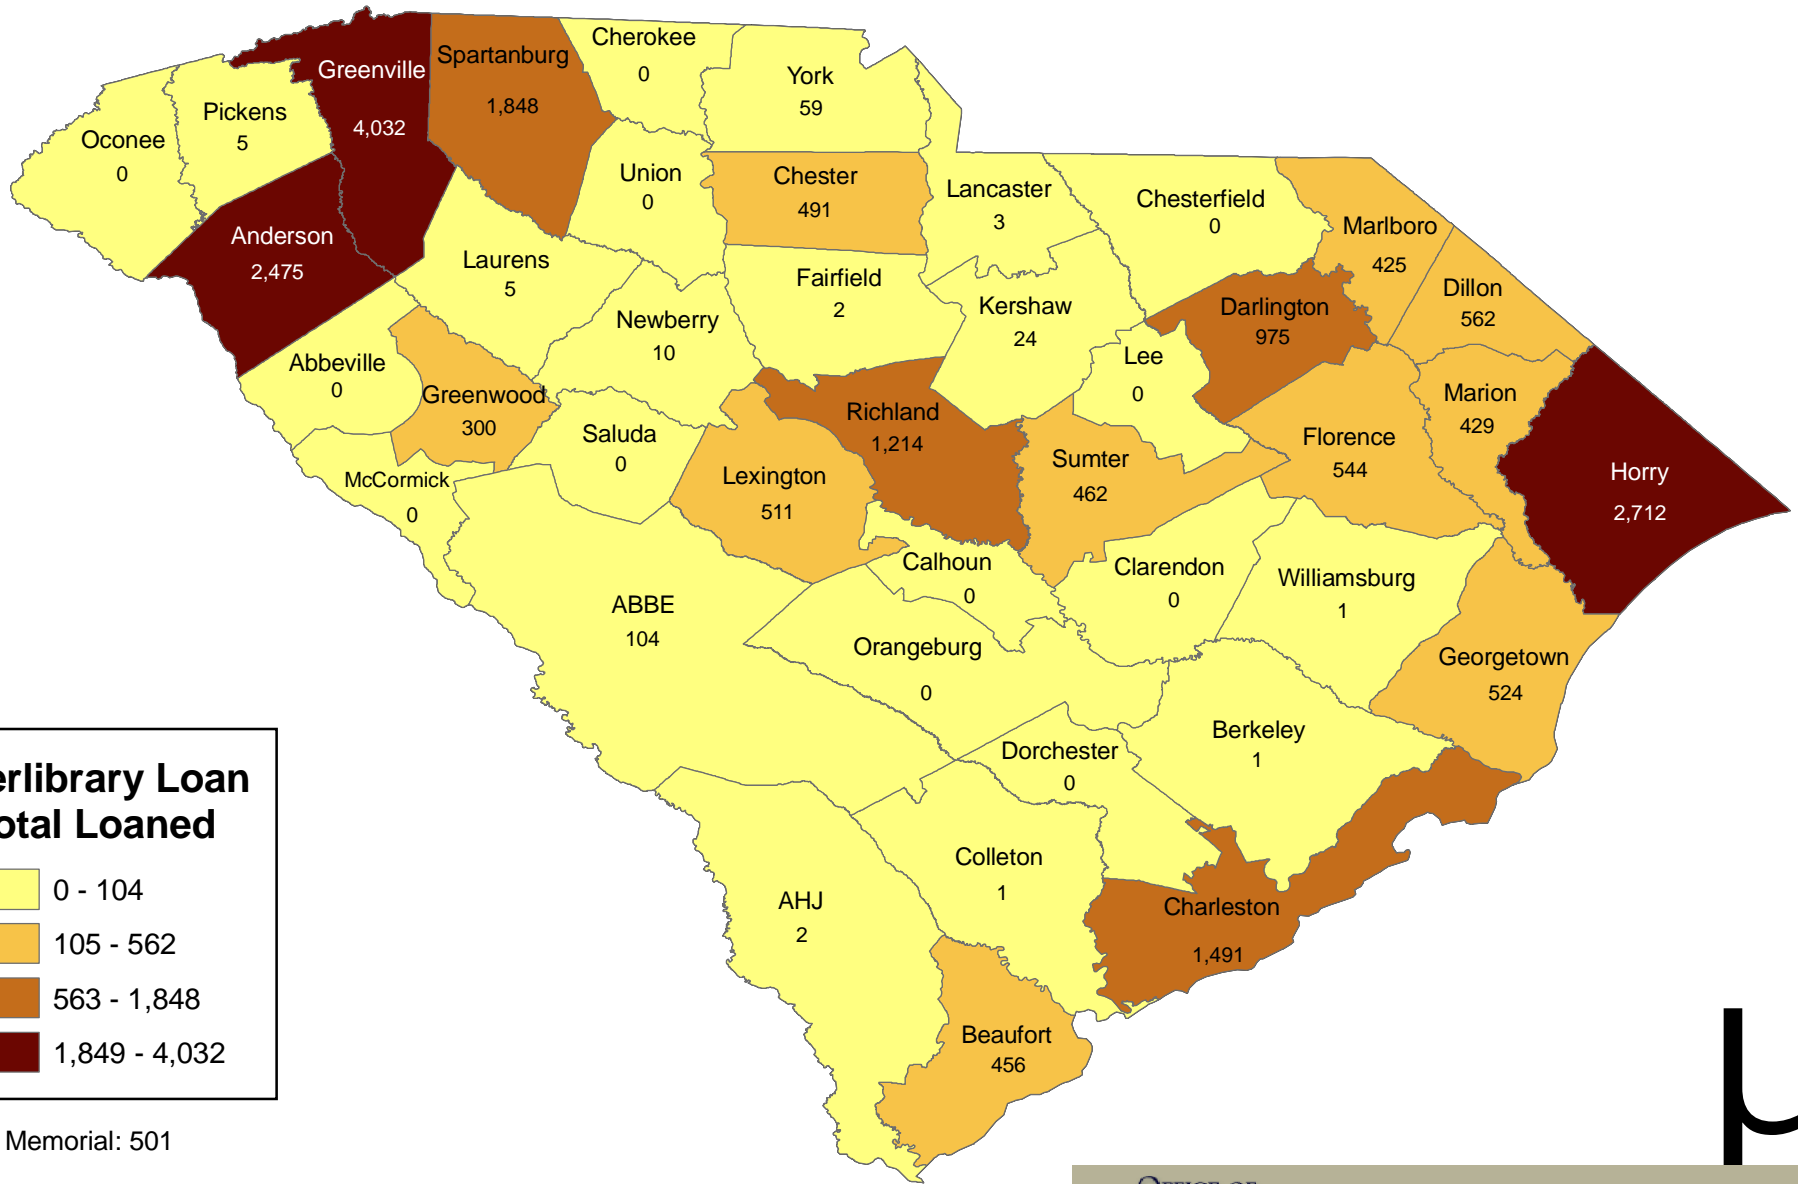 Cherokee
0
York
59
Spartanburg
1,848
Greenville
4,032
Pickens
5
Oconee
0
Union
0
Chester
491
Lancaster
3
Chesterfield
0
Marlboro
425
Anderson
2,475
Laurens
5
Fairfield
2
Kershaw
24
Darlington
975
Dillon
562
Newberry
10
Lee
0
Abbeville
0
Greenwood
300
Saluda
0
Richland
1,214
Marion
429
Florence
544
Sumter
462
Lexington
511
McCormick
0
Horry
2,712
Calhoun
0
Clarendon
0
Williamsburg
1
ABBE
104
Orangeburg
0
Georgetown
524
Berkeley
1
Dorchester
0
Colleton
1
AHJ
2
Charleston
1,491
Beaufort
456
erlibrary Loan
otal Loaned
0 - 104
105 - 562
563 - 1,848
1,849 - 4,032
Memorial: 501
µ
OFFICE OF